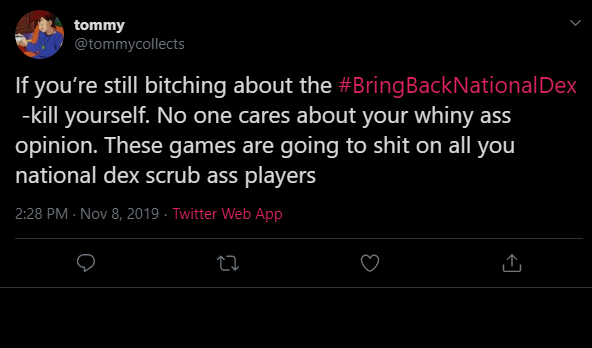 tommy
@tommycollects
If you’re still bitching about the #BringBackNationalDex
-kill yourself. No one cares about your whiny ass
opinion. These games are going to shit on all you
national dex scrub ass players
2:28 PM · Nov 8, 2019 · Twitter Web App